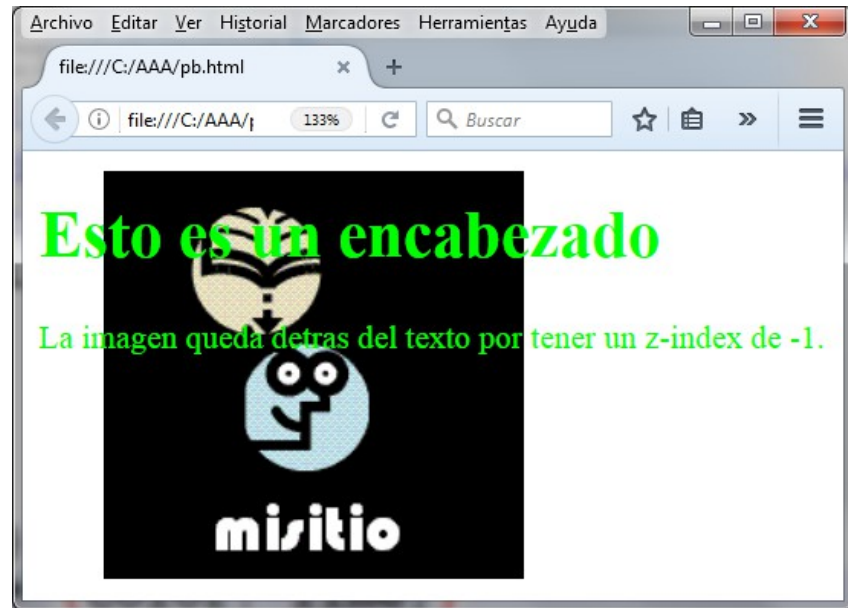 Archivo Editar Ver Historial Marcadores Herramientas Ayuda
file:///C:/AAA/pb.html
file:///C:/AAA/ 133% Buscar
Esto es un encabezado
La imagen queda detras del texto por tener un z-index de -1.
misitio